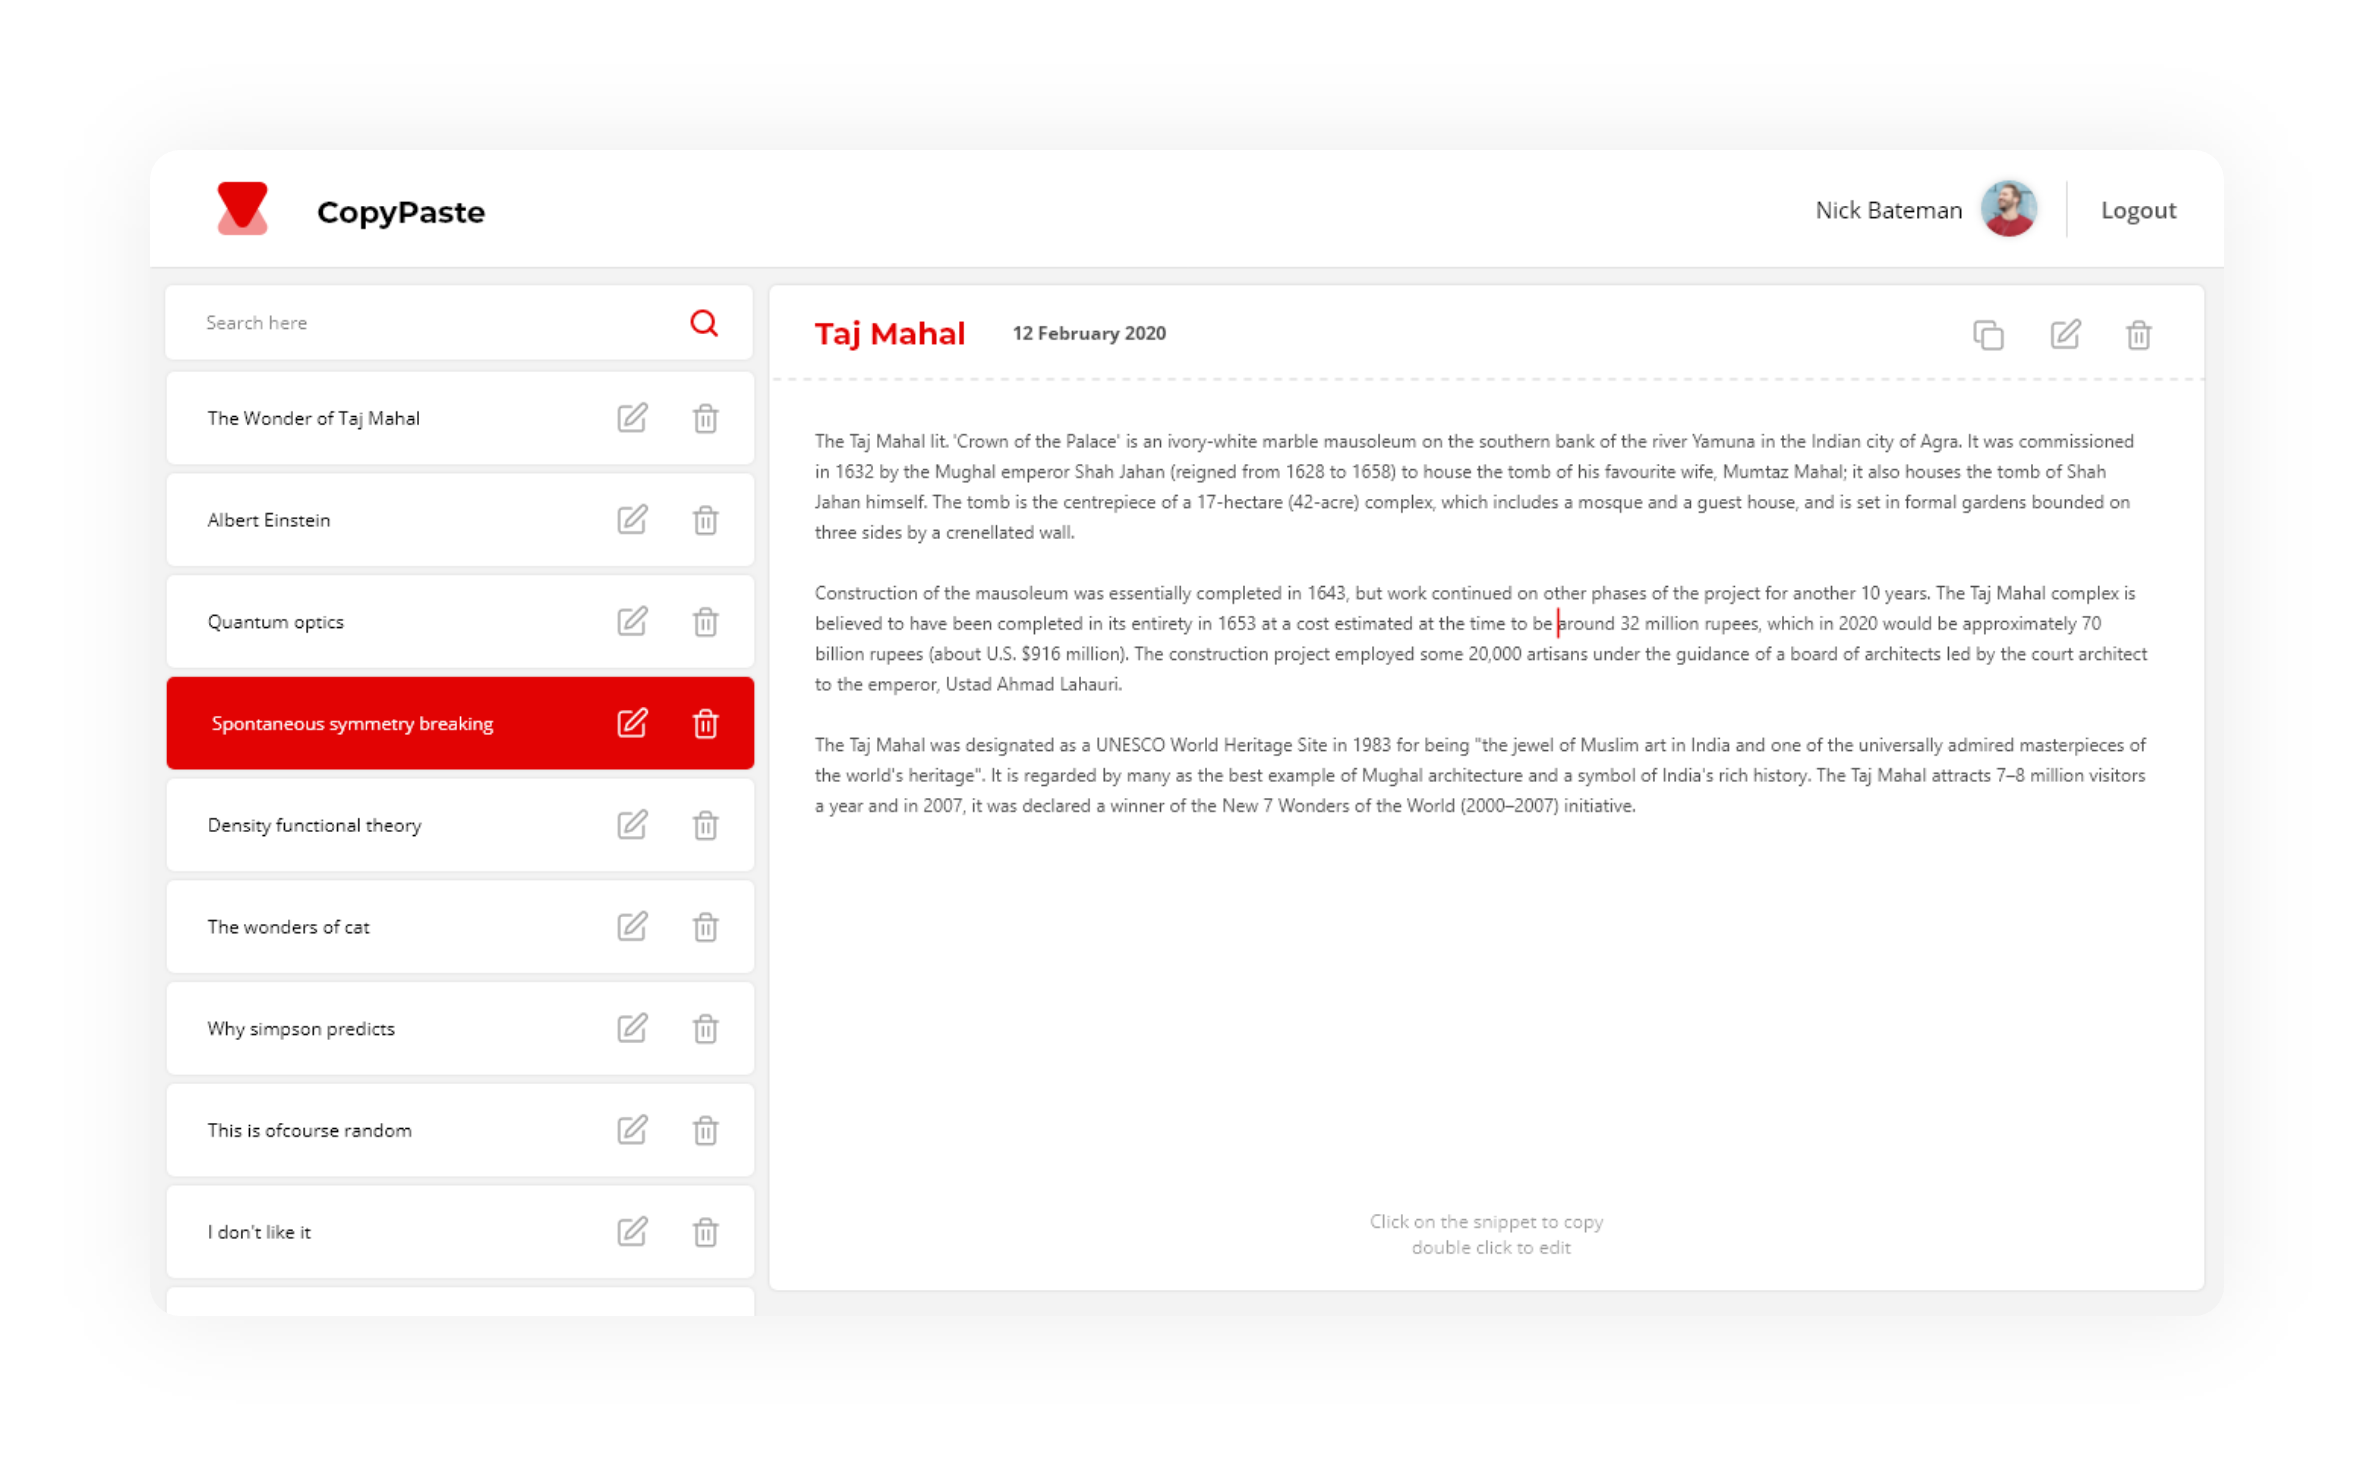 CopyPaste
Nick Bateman
Logout
Search here
The Wonder of Taj Mahal
Albert Einstein
Quantum optics
Spontaneous symmetry breaking
Density functional theory
The wonders of cat
Why simpson predicts
This is ofcourse random
I don't like it
Taj Mahal
12 February 2020
The Taj Mahal lit. 'Crown of the Palace' is an ivory-white marble mausoleum on the southern bank of the river Yamuna in the Indian city of Agra. It was commissioned
in 1632 by the Mughal emperor Shah Jahan (reigned from 1628 to 1658) to house the tomb of his favourite wife, Mumtaz Mahal; it also houses the tomb of Shah
Jahan himself. The tomb is the centrepiece of a 17-hectare (42-acre) complex, which includes a mosque and a guest house, and is set in formal gardens bounded on
three sides by a crenellated wall.
Construction of the mausoleum was essentially completed in 1643, but work continued on other phases of the project for another 10 years. The Taj Mahal complex is
believed to have been completed in its entirety in 1653 at a cost estimated at the time to be around 32 million rupees, which in 2020 would be approximately 70
billion rupees (about U.S. $916 million). The construction project employed some 20,000 artisans under the guidance of a board of architects led by the court architect
to the emperor, Ustad Ahmad Lahauri.
The Taj Mahal was designated as a UNESCO World Heritage Site in 1983 for being "the jewel of Muslim art in India and one of the universally admired masterpieces of
the world's heritage". It is regarded by many as the best example of Mughal architecture and a symbol of India's rich history. The Taj Mahal attracts 7–8 million visitors
a year and in 2007, it was declared a winner of the New 7 Wonders of the World (2000–2007) initiative.
Click on the snippet to copy
double click to edit